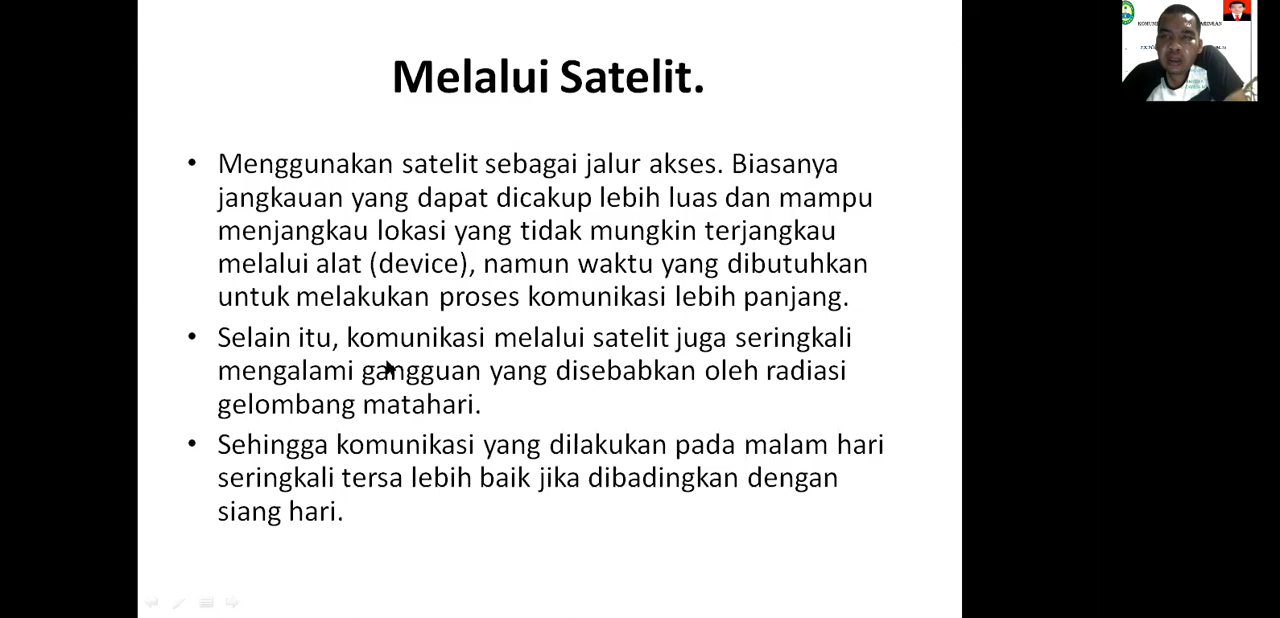 Melalui Satelit.
• Menggunakan satelit sebagai jalur akses. Biasanya
jangkauan yang dapat dicakup lebih luas dan mampu
menjangkau lokasi yang tidak mungkin terjangkau
melalui alat (device), namun waktu yang dibutuhkan
untuk melakukan proses komunikasi lebih panjang.
• Selain itu, komunikasi melalui satelit juga seringkali
mengalami gangguan yang disebabkan oleh radiasi
gelombang matahari.
• Sehingga komunikasi yang dilakukan pada malam hari
seringkali tersa lebih baik jika dibadingkan dengan
siang hari.